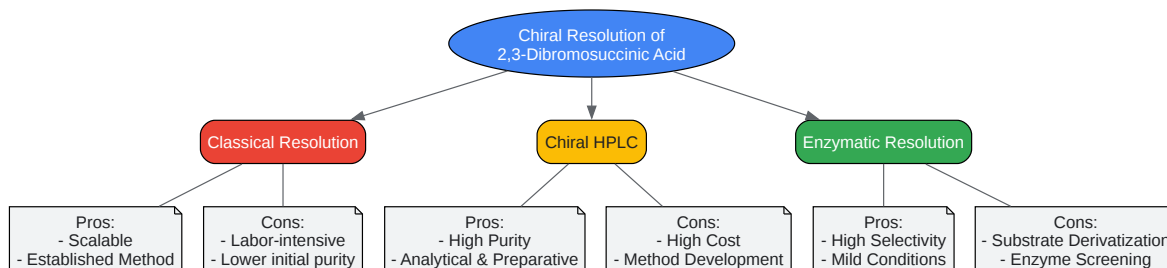 Chiral Resolution of
2,3-Dibromosuccinic Acid
Classical Resolution
Chiral HPLC
Enzymatic Resolution
Pros:
- Scalable
- Established Method
Cons:
- Labor-intensive
- Lower initial purity
Pros:
- High Purity
- Analytical & Preparative
Cons:
- High Cost
- Method Development
Pros:
- High Selectivity
- Mild Conditions
Cons:
- Substrate Derivatization
- Enzyme Screening